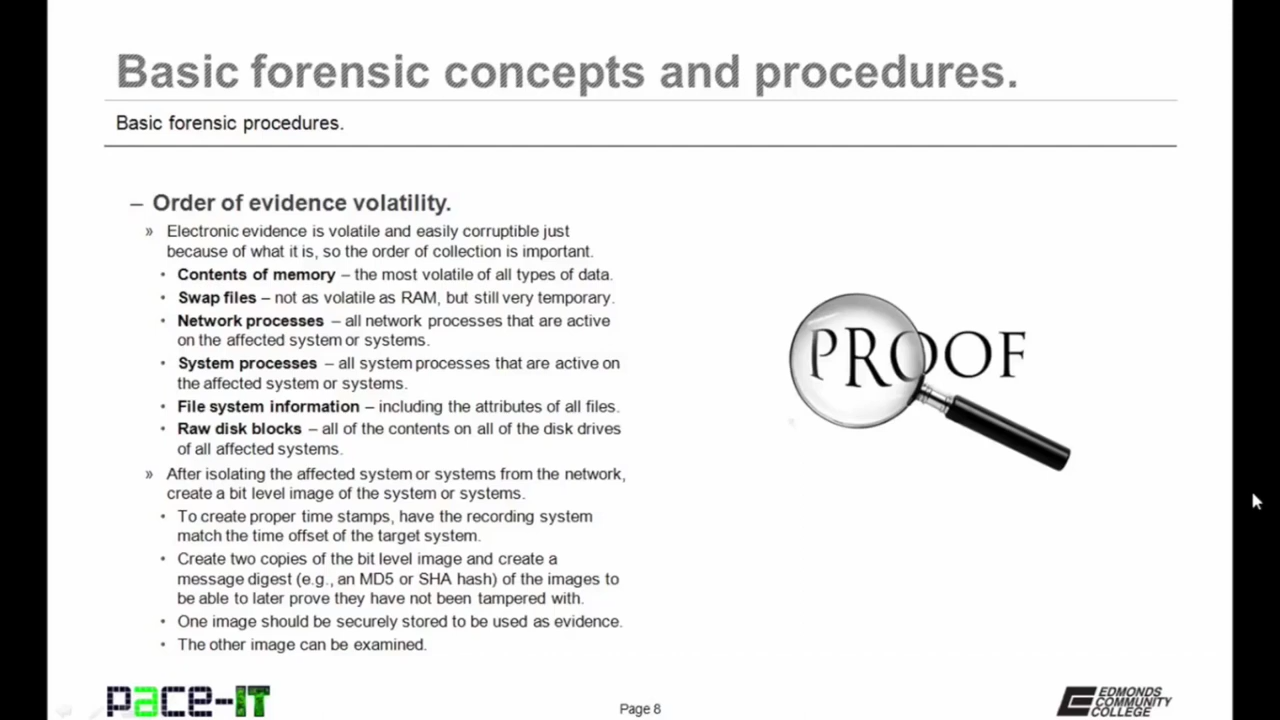 Basic forensic concepts and procedures.
Basic forensic procedures.
– Order of evidence volatility.
» Electronic evidence is volatile and easily corruptible just
because of what it is, so the order of collection is important.
• Contents of memory – the most volatile of all types of data.
• Swap files – not as volatile as RAM, but still very temporary.
• Network processes – all network processes that are active
on the affected system or systems.
• System processes – all system processes that are active on
the affected system or systems.
• File system information – including the attributes of all files.
• Raw disk blocks – all of the contents on all of the disk drives
of all affected systems.
» After isolating the affected system or systems from the network,
create a bit level image of the system or systems.
• To create proper time stamps, have the recording system
match the time offset of the target system.
• Create two copies of the bit level image and create a
message digest (e.g., an MD5 or SHA hash) of the images to
be able to later prove they have not been tampered with.
• One image should be securely stored to be used as evidence.
• The other image can be examined.
PROOF
pace-IT
Page 8
EDMONDS
COMMUNITY
COLLEGE